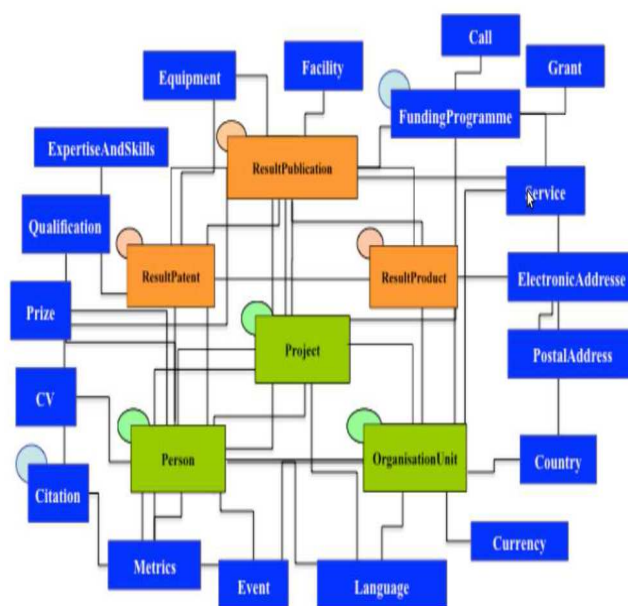 Call
Facility
Grant
Equipment
FundingProgramme
ExpertiseAndSkills
ResultPublication
Service
Qualification
ResultPatent
ResultProduct
ElectronicAddresse
Prize
Project
PostalAddress
CV
Person
OrganisationUnit
Country
Citation
Currency
Metrics
Event
Language